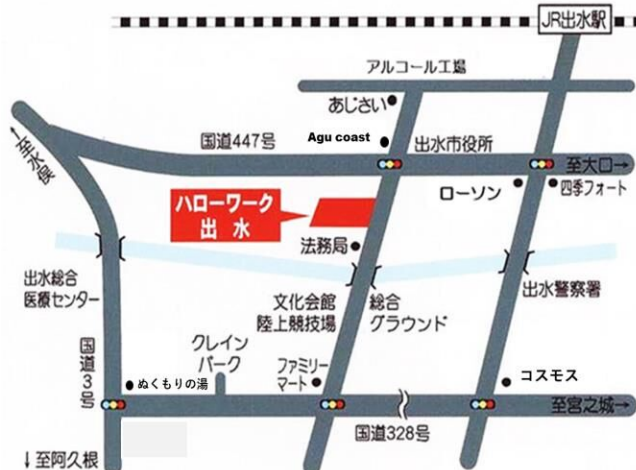 JR出水駅
アルコール工場
あじさい
Agu coast
出水市役所
国道447号
至大口→
←至水俣
ローソン
四季フォート
ハローワーク
出水
法務局
出水総合
医療センター
文化会館
陸上競技場
総合
グラウンド
出水警察署
国道3号
クレイン
パーク
ぬくもりの湯
ファミリー
マート
コスモス
至宮之城→
国道328号
↓至阿久根